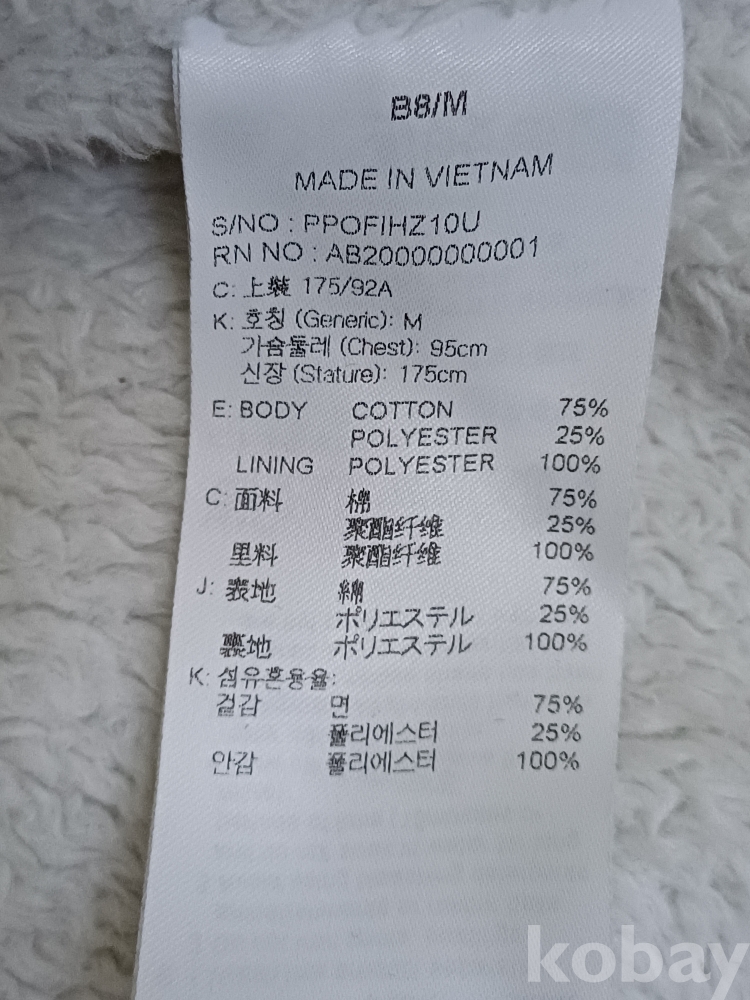 B8/M
MADE IN VIETNAM
S/NO : PPOFIHZ10U
RN NO : AB20000000001
C: 上裝 175/92A
K: 호칭 (Generic): M
가슴둘레 (Chest): 95cm
신장 (Stature): 175cm
E: BODY COTTON 75%
POLYESTER 25%
LINING POLYESTER 100%
C: 面料 棉 75%
聚酯纤维 25%
里料 聚酯纤维 100%
J: 表地 綿 75%
ポリエステル 25%
裏地 ポリエステル 100%
K: 섬유혼용율:
겉감 면 75%
폴리에스터 25%
안감 폴리에스터 100%
kobay